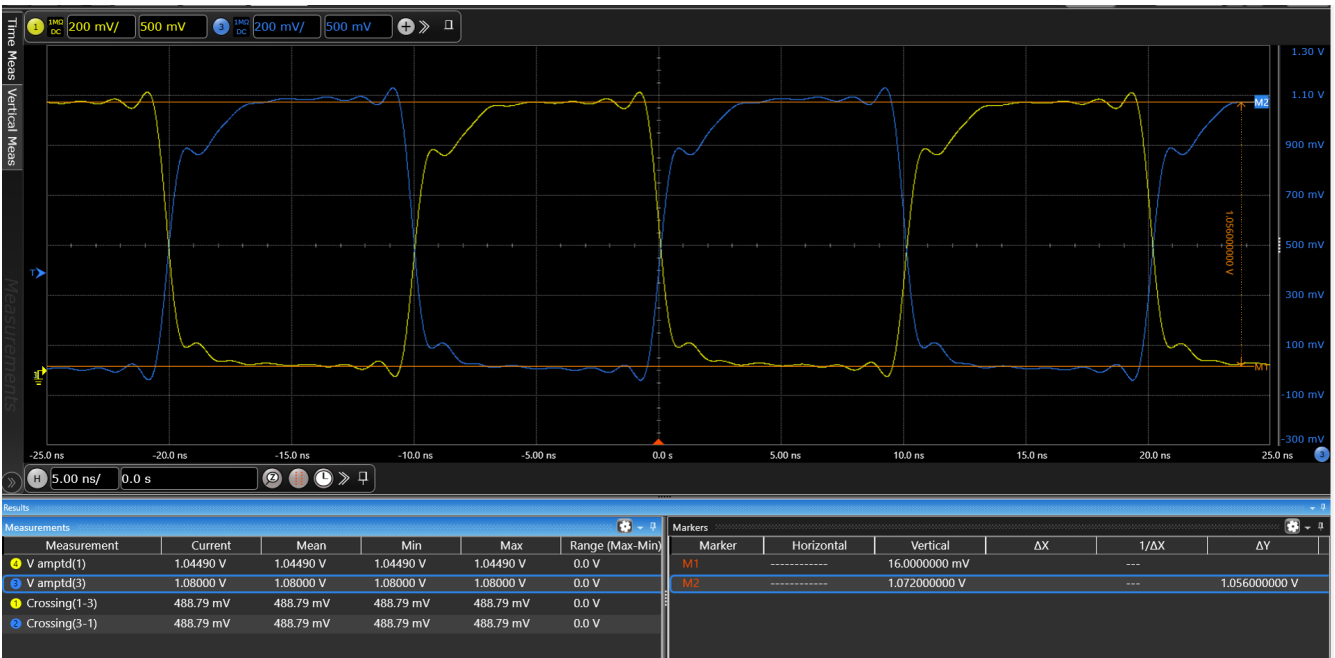 1 1MΩ DC 200 mV/ 500 mV 3 1MΩ DC 200 mV/ 500 mV
Time Meas
Vertical Meas
Measurements
1.30 V
1.10 V
900 mV
700 mV
500 mV
300 mV
100 mV
-100 mV
-300 mV
M2
1.056000000 V
M1
T
-25.0 ns -20.0 ns -15.0 ns -10.0 ns -5.00 ns 0.0 s 5.00 ns 10.0 ns 15.0 ns 20.0 ns 25.0 ns 3
H 5.00 ns/ 0.0 s
Results
Measurements
Measurement Current Mean Min Max Range (Max-Min)
4 V amptd(1) 1.04490 V 1.04490 V 1.04490 V 1.04490 V 0.0 V
3 V amptd(3) 1.08000 V 1.08000 V 1.08000 V 1.08000 V 0.0 V
1 Crossing(1-3) 488.79 mV 488.79 mV 488.79 mV 488.79 mV 0.0 V
2 Crossing(3-1) 488.79 mV 488.79 mV 488.79 mV 488.79 mV 0.0 V
Markers
Marker Horizontal Vertical ΔX 1/ΔX ΔY
M1 ------------ 16.0000000 mV ---
M2 ------------ 1.072000000 V --- 1.056000000 V